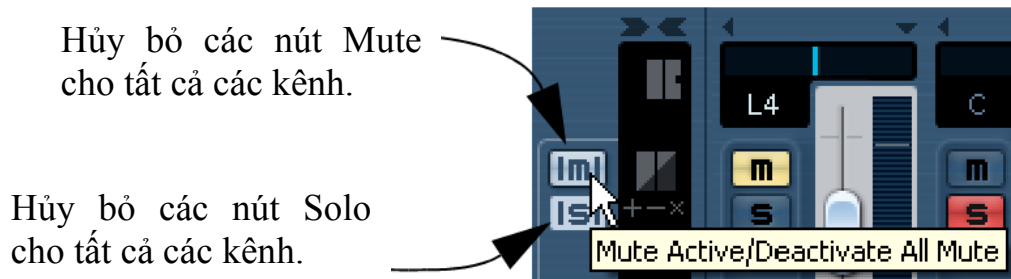 Hủy bỏ các nút Mute
cho tất cả các kênh.
L4
C
|m|
m
m
Hủy bỏ các nút Solo
cho tất cả các kênh.
|s|
+−×
s
s
Mute Active/Deactivate All Mute